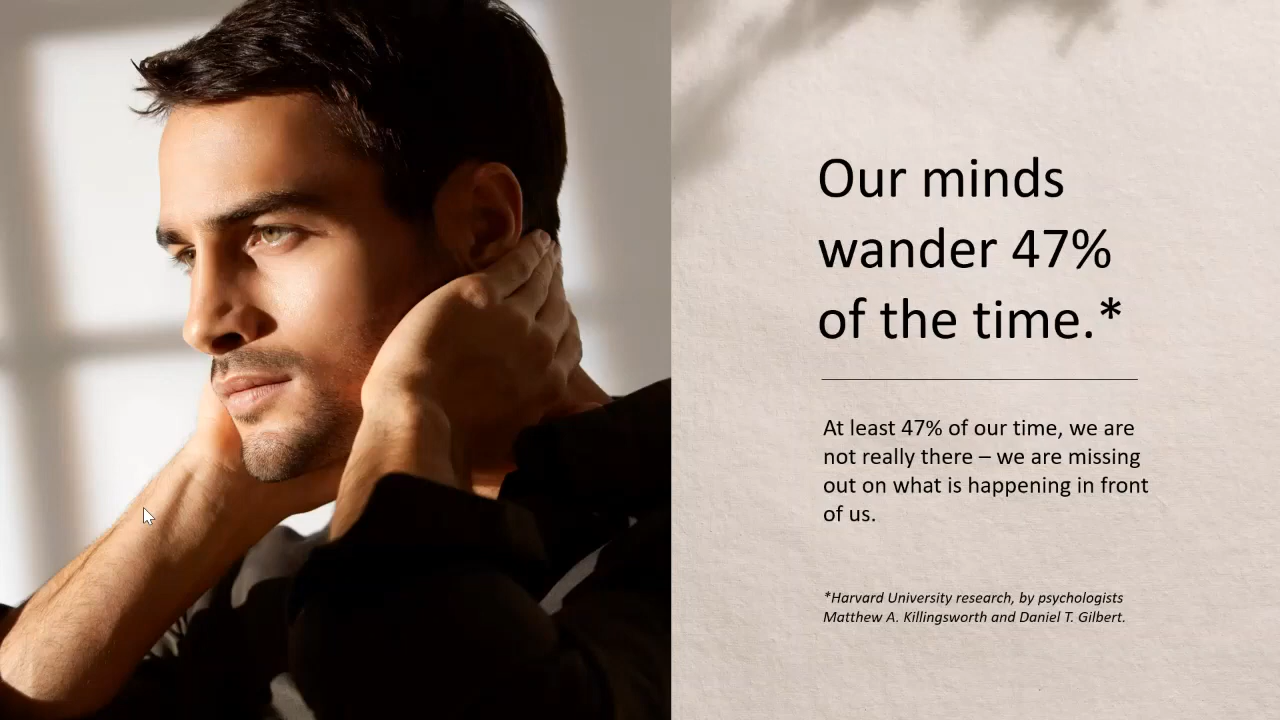 Our minds
wander 47%
of the time.*
At least 47% of our time, we are
not really there – we are missing
out on what is happening in front
of us.
*Harvard University research, by psychologists
Matthew A. Killingsworth and Daniel T. Gilbert.